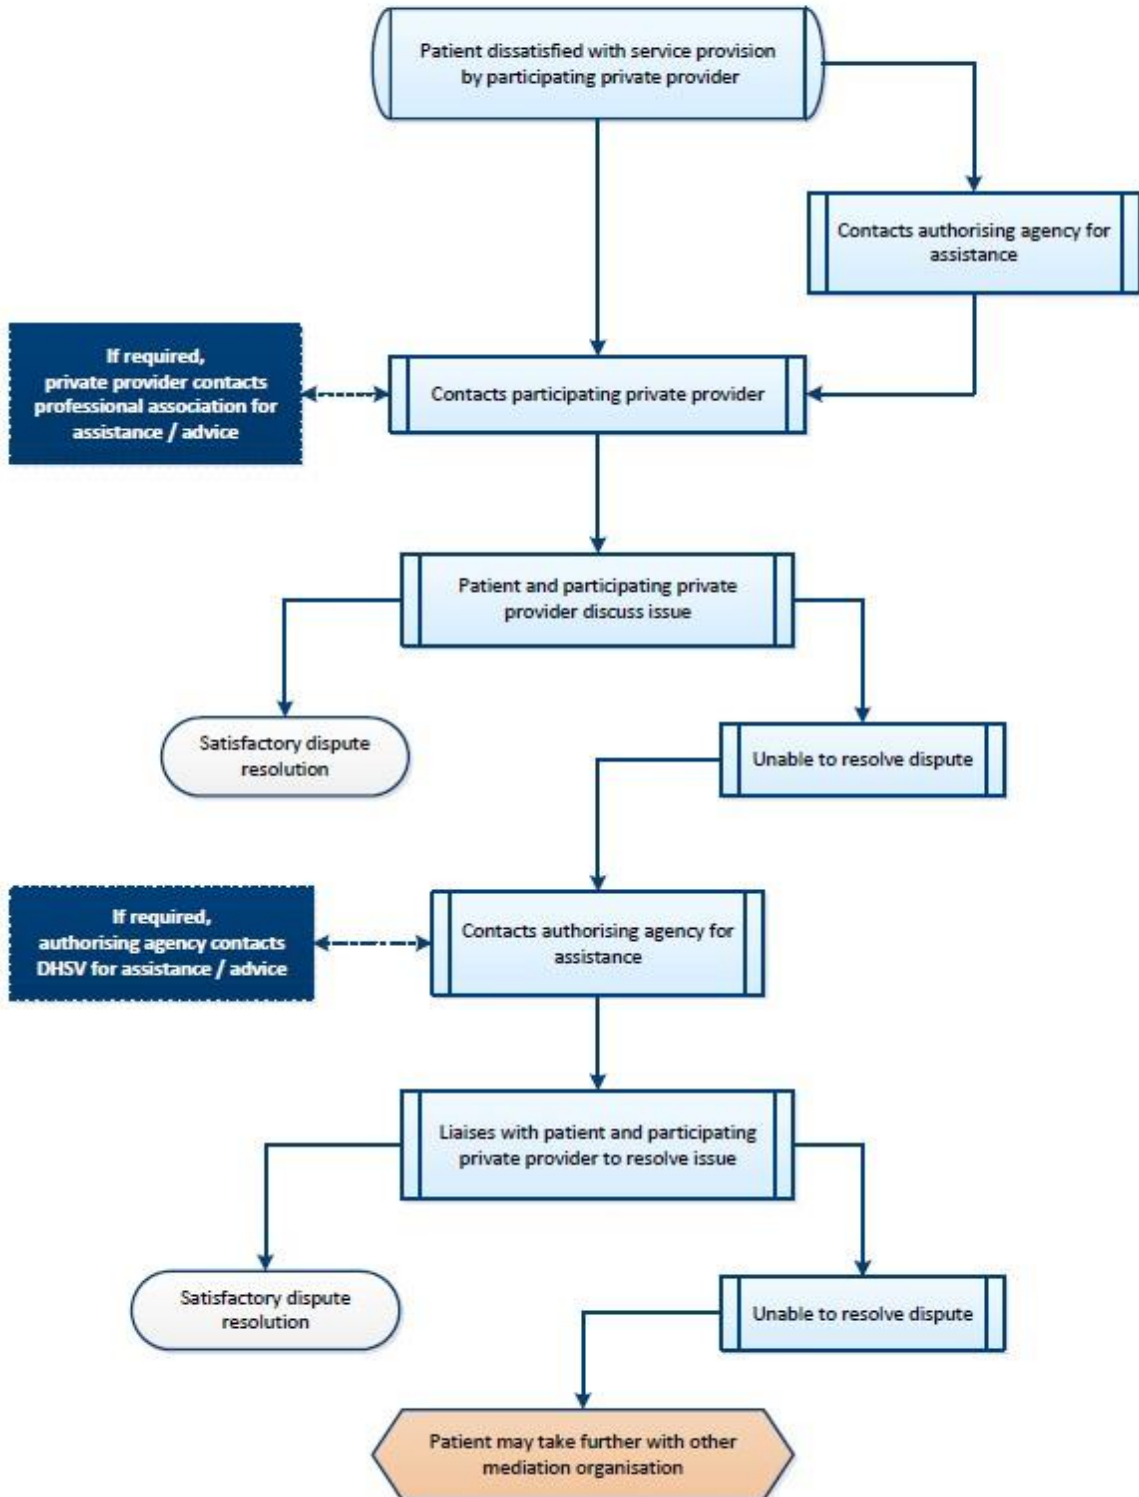 Patient dissatisfied with service provision
by participating private provider
Contacts authorising agency for
assistance
If required,
private provider contacts
professional association for
assistance / advice
Contacts participating private provider
Patient and participating private
provider discuss issue
Satisfactory dispute
resolution
Unable to resolve dispute
If required,
authorising agency contacts
DHSV for assistance / advice
Contacts authorising agency for
assistance
Liaises with patient and participating
private provider to resolve issue
Satisfactory dispute
resolution
Unable to resolve dispute
Patient may take further with other
mediation organisation